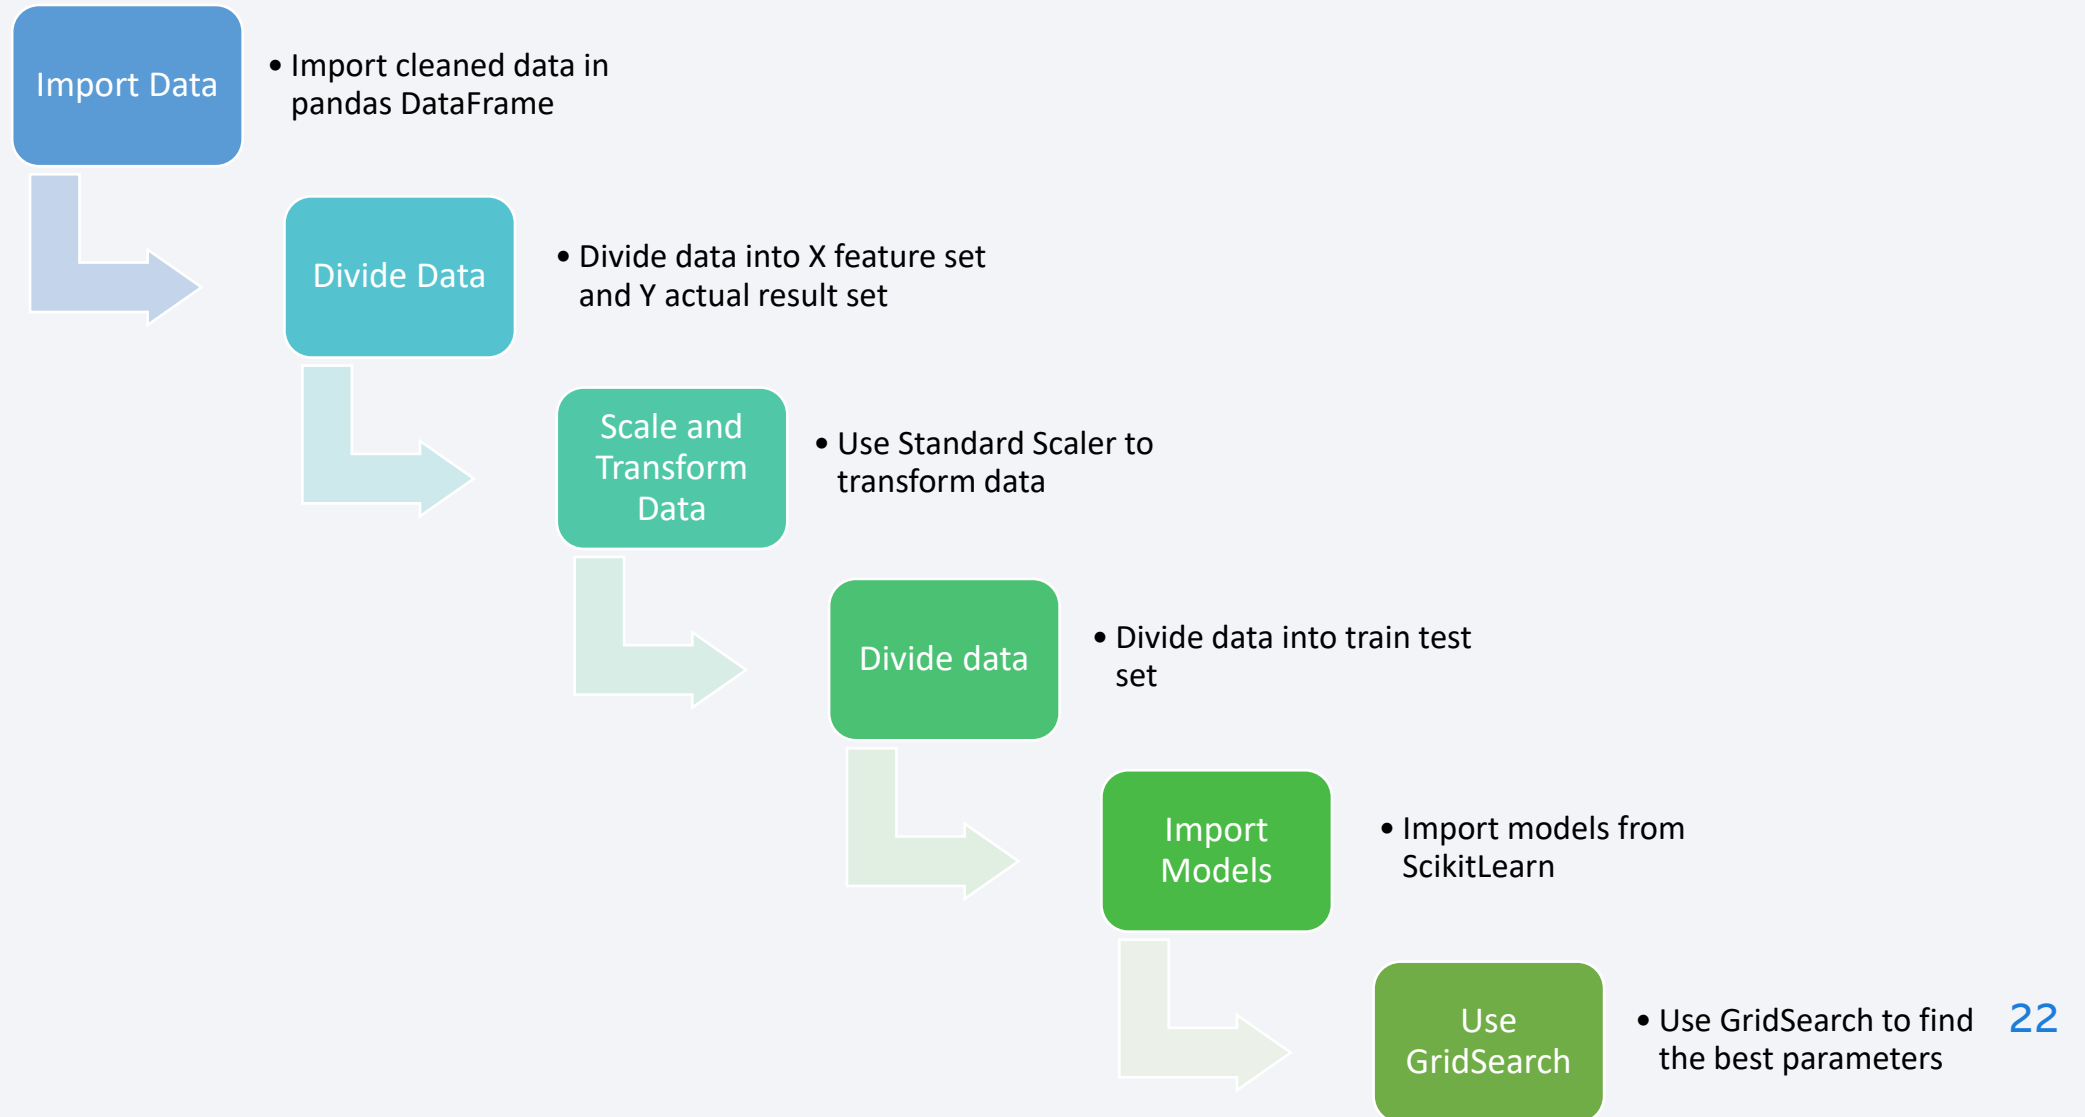 Import Data
• Import cleaned data in
pandas DataFrame
Divide Data
• Divide data into X feature set
and Y actual result set
Scale and
Transform
Data
• Use Standard Scaler to
transform data
Divide data
• Divide data into train test
set
Import
Models
• Import models from
ScikitLearn
Use
GridSearch
• Use GridSearch to find
the best parameters
22